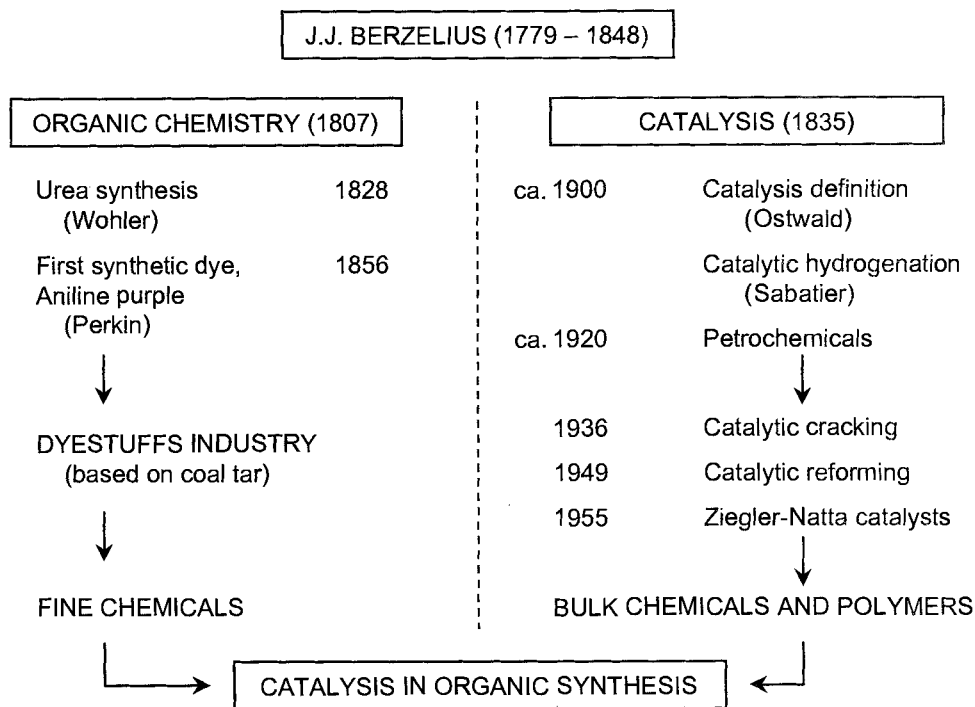 J.J. BERZELIUS (1779 – 1848)
ORGANIC CHEMISTRY (1807)
Urea synthesis 1828
(Wohler)
First synthetic dye, 1856
Aniline purple
(Perkin)
DYESTUFFS INDUSTRY
(based on coal tar)
FINE CHEMICALS
CATALYSIS (1835)
ca. 1900 Catalysis definition
(Ostwald)
Catalytic hydrogenation
(Sabatier)
ca. 1920 Petrochemicals
1936 Catalytic cracking
1949 Catalytic reforming
1955 Ziegler-Natta catalysts
BULK CHEMICALS AND POLYMERS
CATALYSIS IN ORGANIC SYNTHESIS